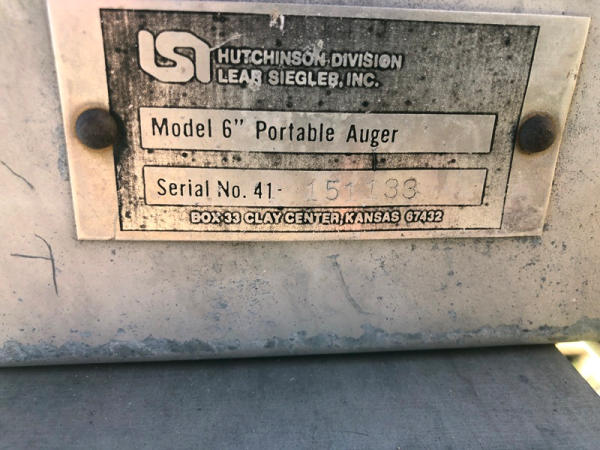 LSI
HUTCHINSON DIVISION
LEAR SIEGLER, INC.
Model 6" Portable Auger
Serial No. 41- 151133
BOX 33 CLAY CENTER, KANSAS 67432